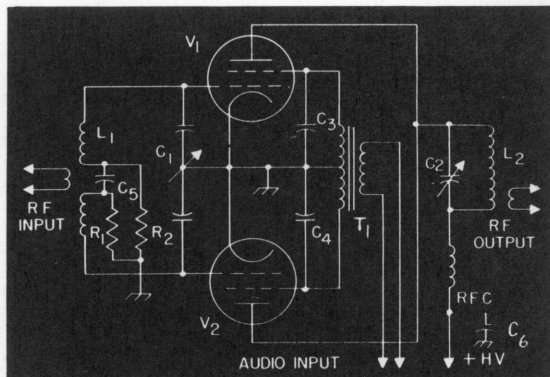 V1
L1
C1
C3
C5
RF
INPUT
R1
R2
C4
T1
C2
L2
RF
OUTPUT
RFC
C6
V2
AUDIO INPUT
+HV